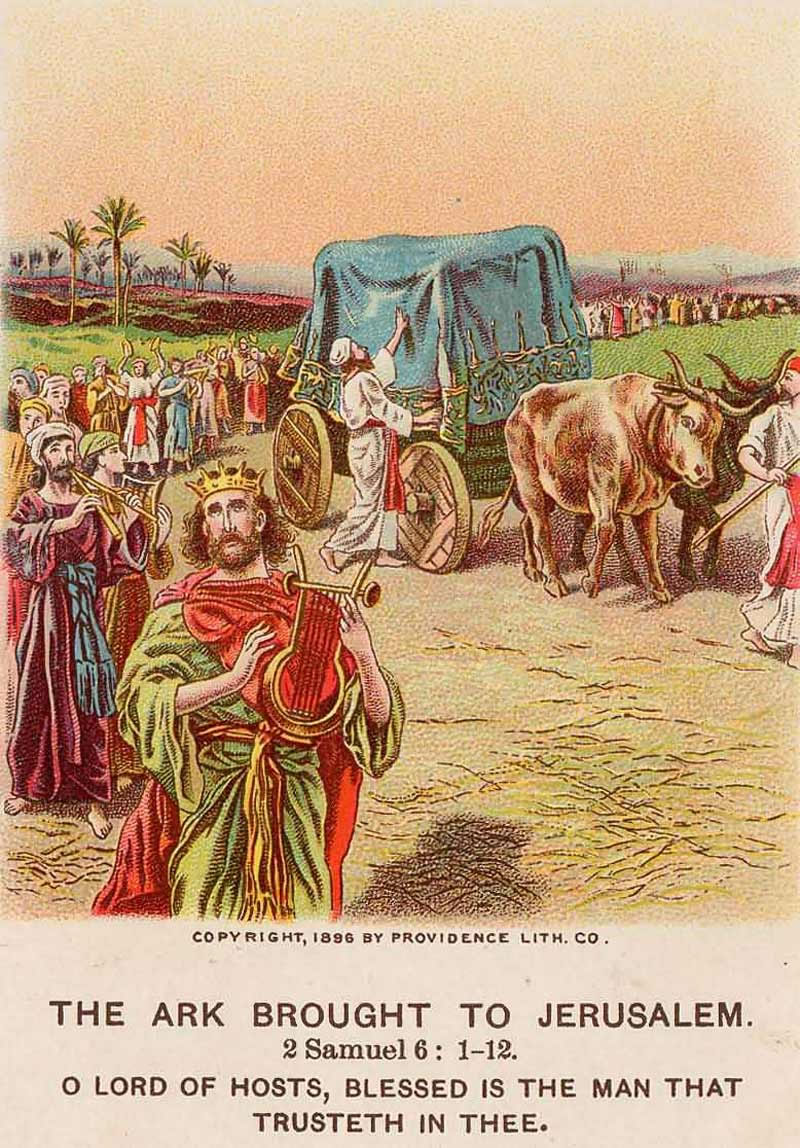 COPYRIGHT, 1896 BY PROVIDENCE LITH. CO.
THE ARK BROUGHT TO JERUSALEM.
2 Samuel 6: 1-12.
O LORD OF HOSTS, BLESSED IS THE MAN THAT
TRUSTETH IN THEE.